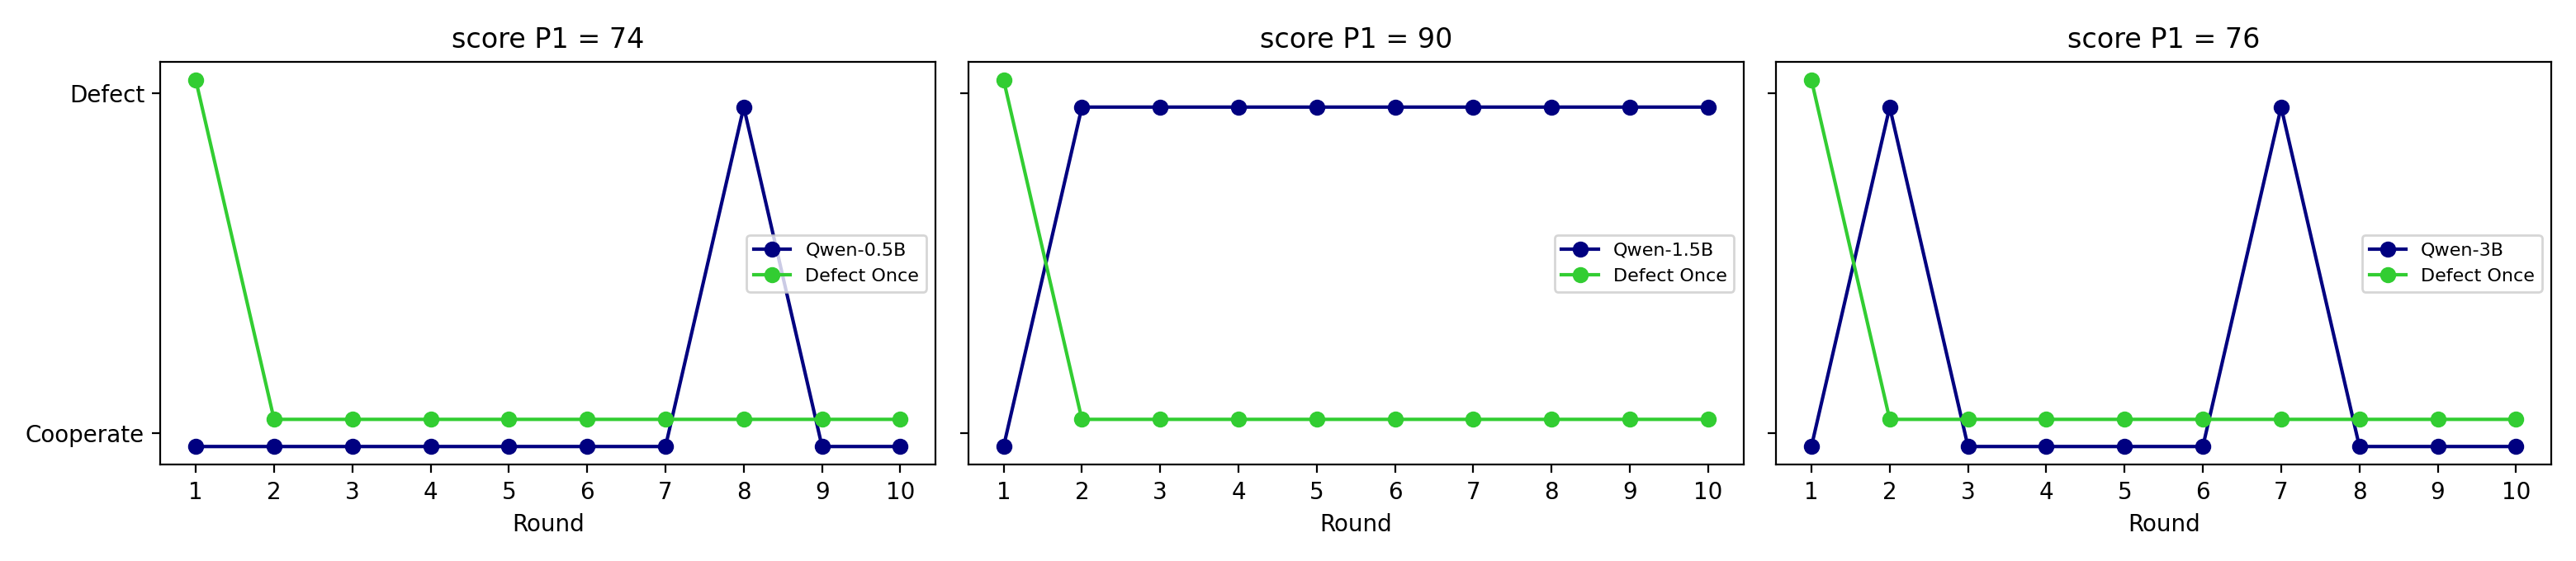 score P1 = 74
Defect
Cooperate
Qwen-0.5B
Defect Once
1 2 3 4 5 6 7 8 9 10
Round
score P1 = 90
Qwen-1.5B
Defect Once
1 2 3 4 5 6 7 8 9 10
Round
score P1 = 76
Qwen-3B
Defect Once
1 2 3 4 5 6 7 8 9 10
Round